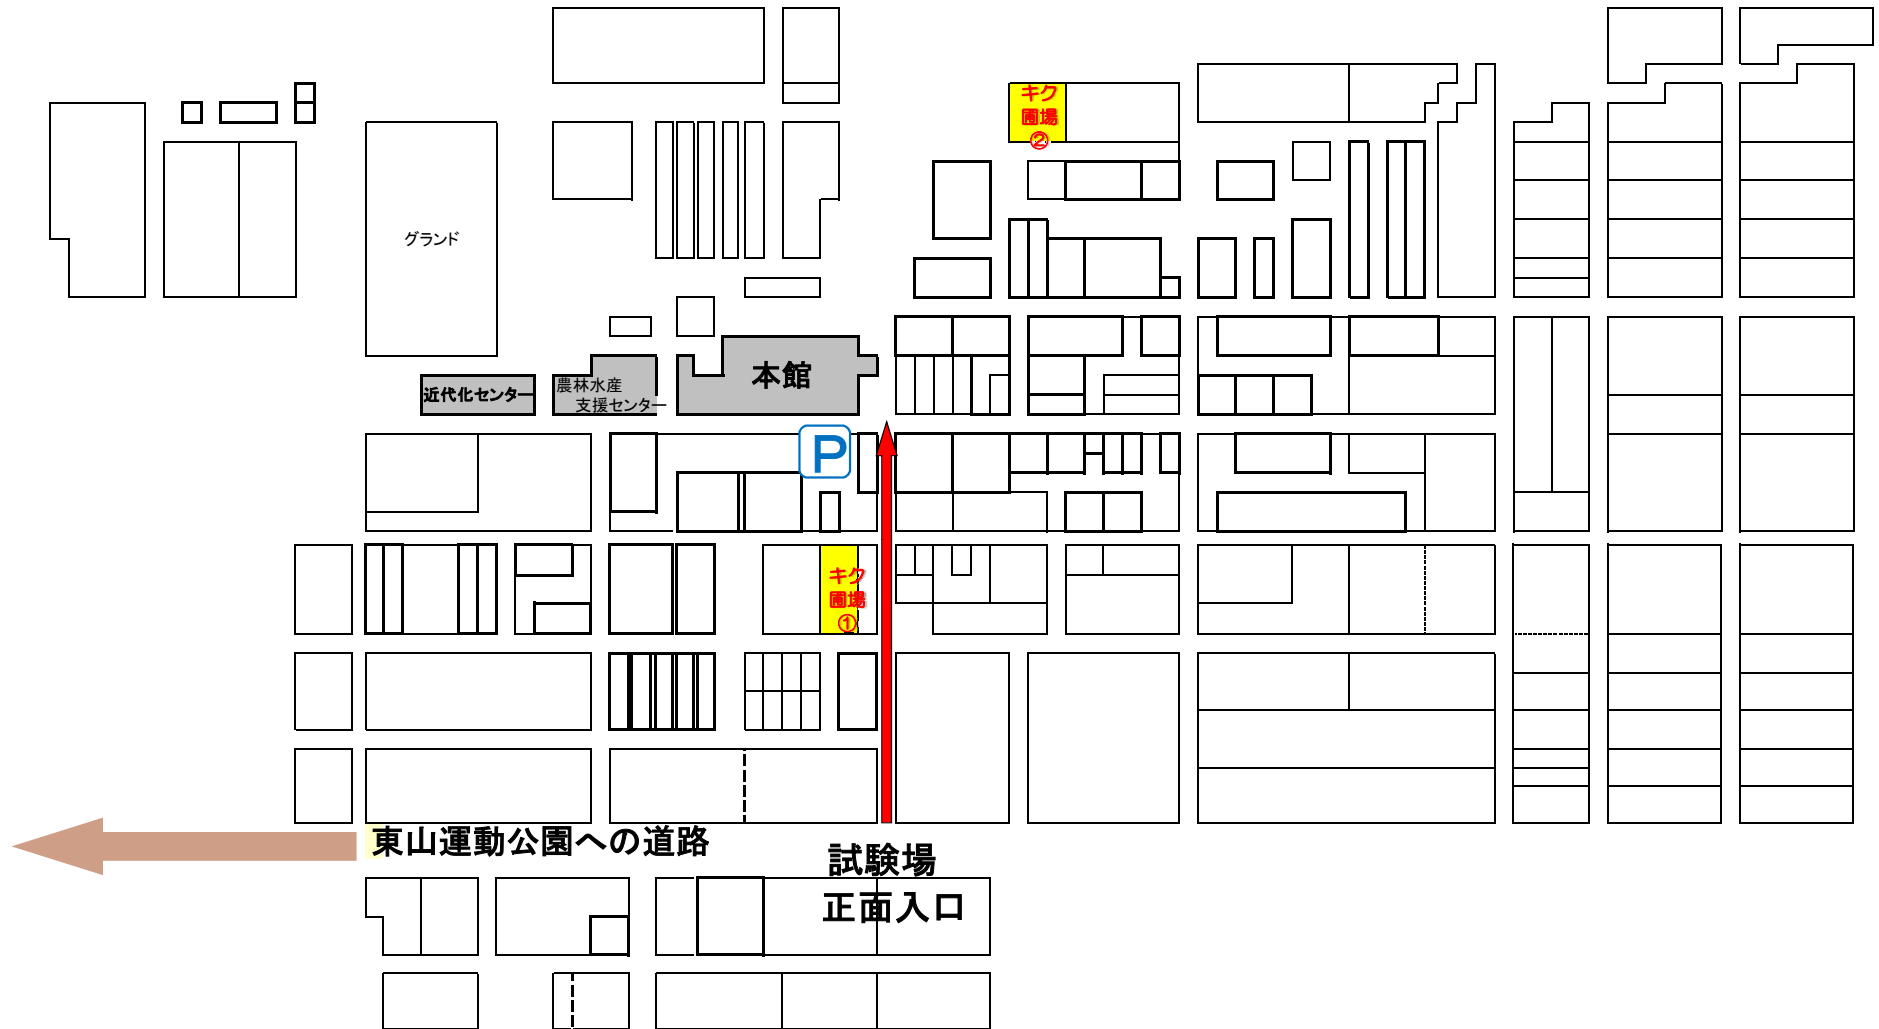 キク
圃場
②
グランド
本館
近代化センター
農林水産
支援センター
P
キク
圃場
①
東山運動公園への道路
試験場
正面入口